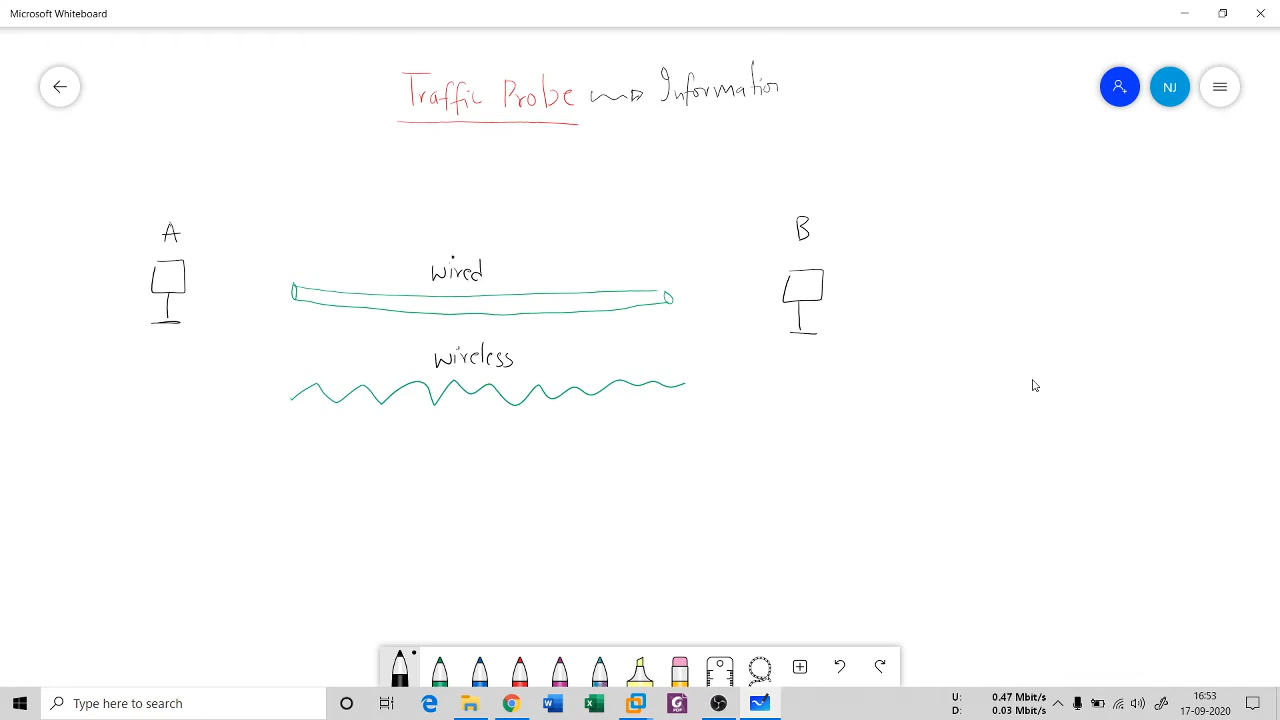 Microsoft Whiteboard
Traffic Probe Information
NJ
A
B
wired
wireless
Type here to search
U: 0.47 Mbit/s
D: 0.03 Mbit/s
16:53
17-09-2020